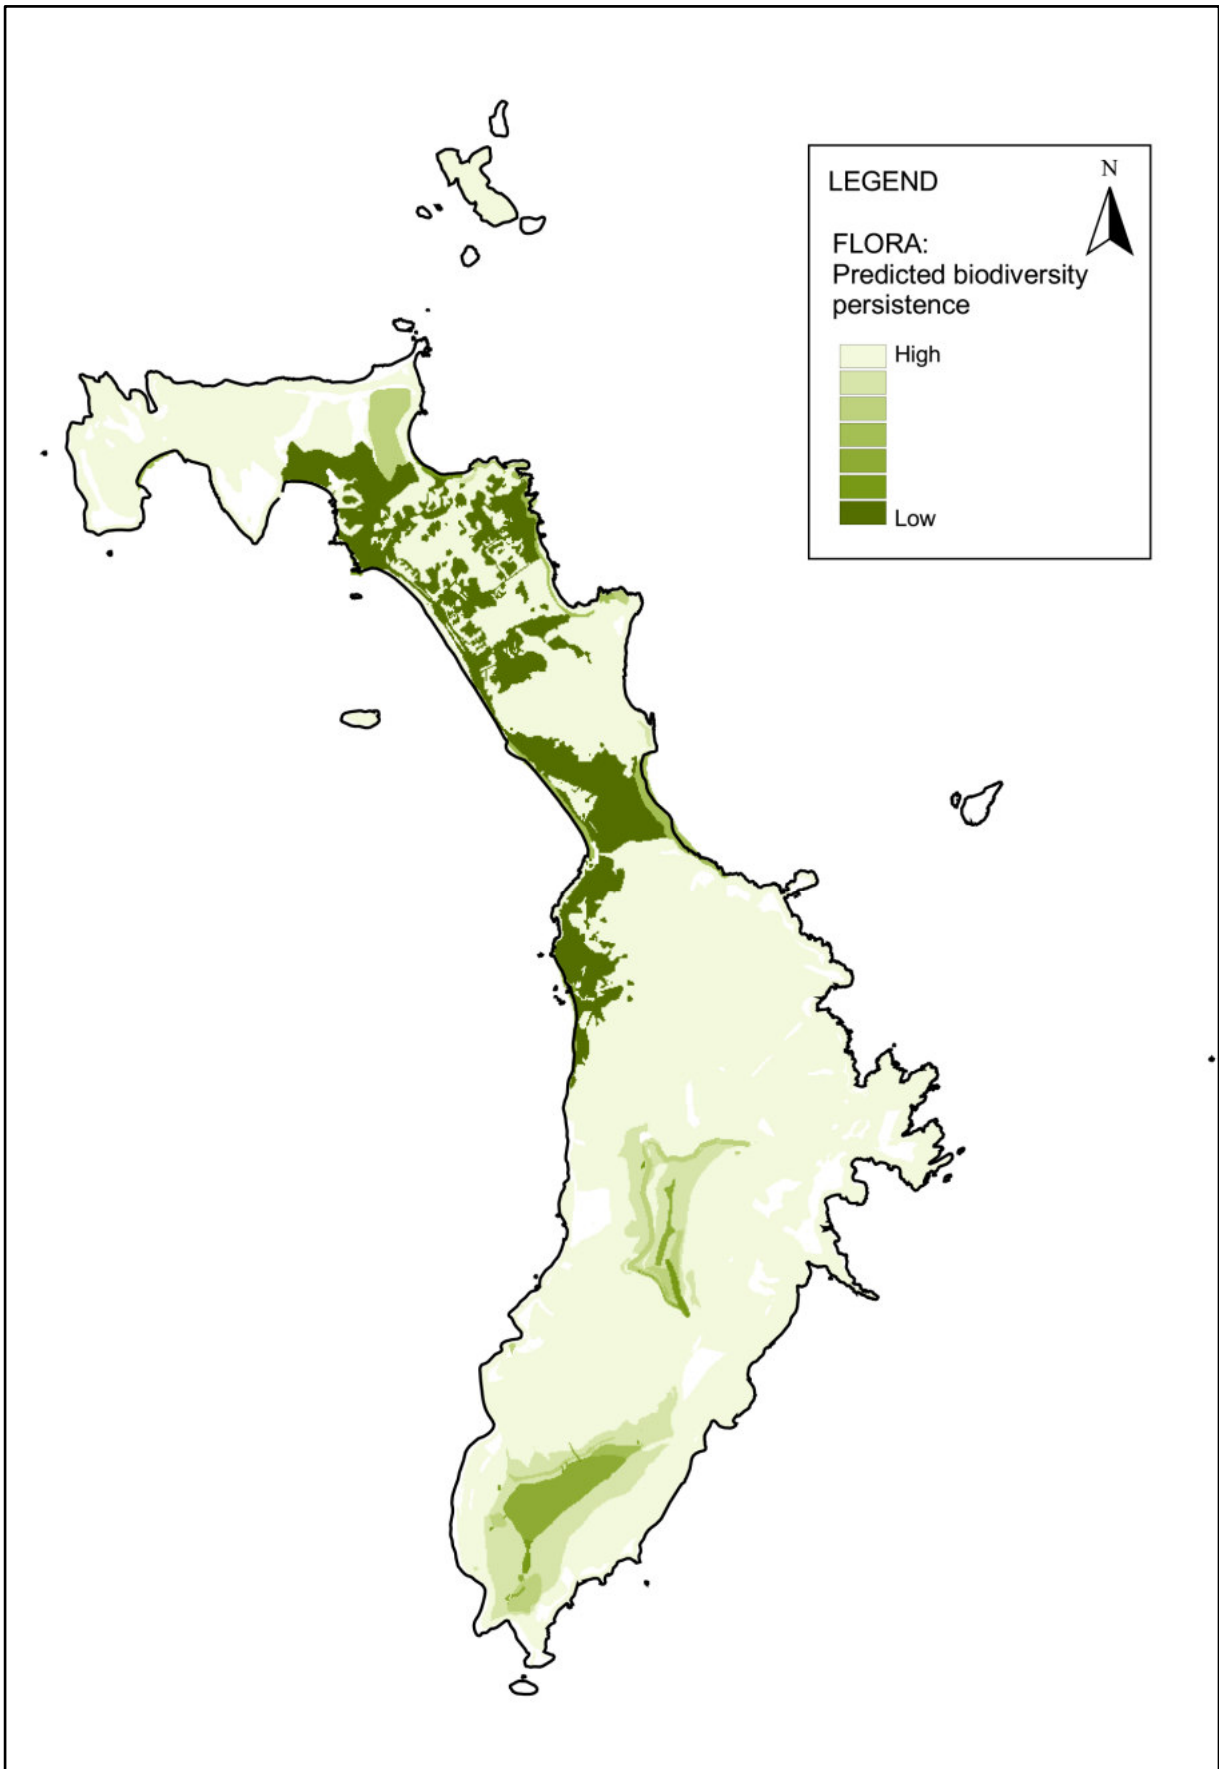 LEGEND
N
FLORA:
Predicted biodiversity
persistence
High
Low